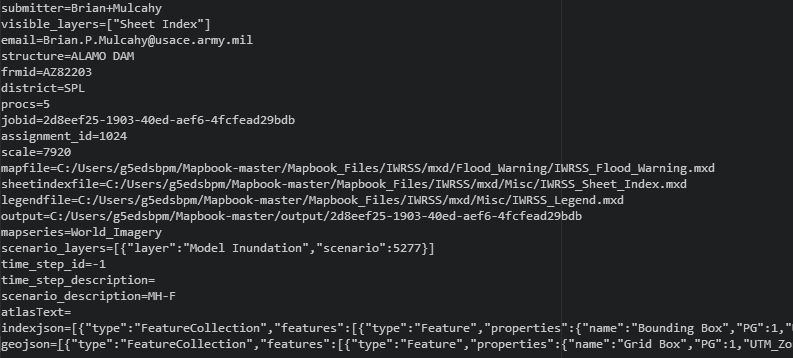 submitter=Brian+Mulcahy
visible_layers=["Sheet Index"]
email=Brian.P.Mulcahy@usace.army.mil
structure=ALAMO DAM
frmid=AZ82203
district=SPL
procs=5
jobid=2d8eef25-1903-40ed-aef6-4fcfead29bdb
assignment_id=1024
scale=7920
mapfile=C:/Users/g5edsbpm/Mapbook-master/Mapbook_Files/IWRSS/mxd/Flood_Warning/IWRSS_Flood_Warning.mxd
sheetindexfile=C:/Users/g5edsbpm/Mapbook-master/Mapbook_Files/IWRSS/mxd/Misc/IWRSS_Sheet_Index.mxd
legendfile=C:/Users/g5edsbpm/Mapbook-master/Mapbook_Files/IWRSS/mxd/Misc/IWRSS_Legend.mxd
output=C:/Users/g5edsbpm/Mapbook-master/output/2d8eef25-1903-40ed-aef6-4fcfead29bdb
mapseries=World_Imagery
scenario_layers=[{"layer":"Model Inundation","scenario":5277}]
time_step_id=-1
time_step_description=
scenario_description=MH-F
atlasText=
indexjson=[{"type":"FeatureCollection","features":[{"type":"Feature","properties":{"name":"Bounding Box","PG":1,"
geojson=[{"type":"FeatureCollection","features":[{"type":"Feature","properties":{"name":"Grid Box","PG":1,"UTM_Zo